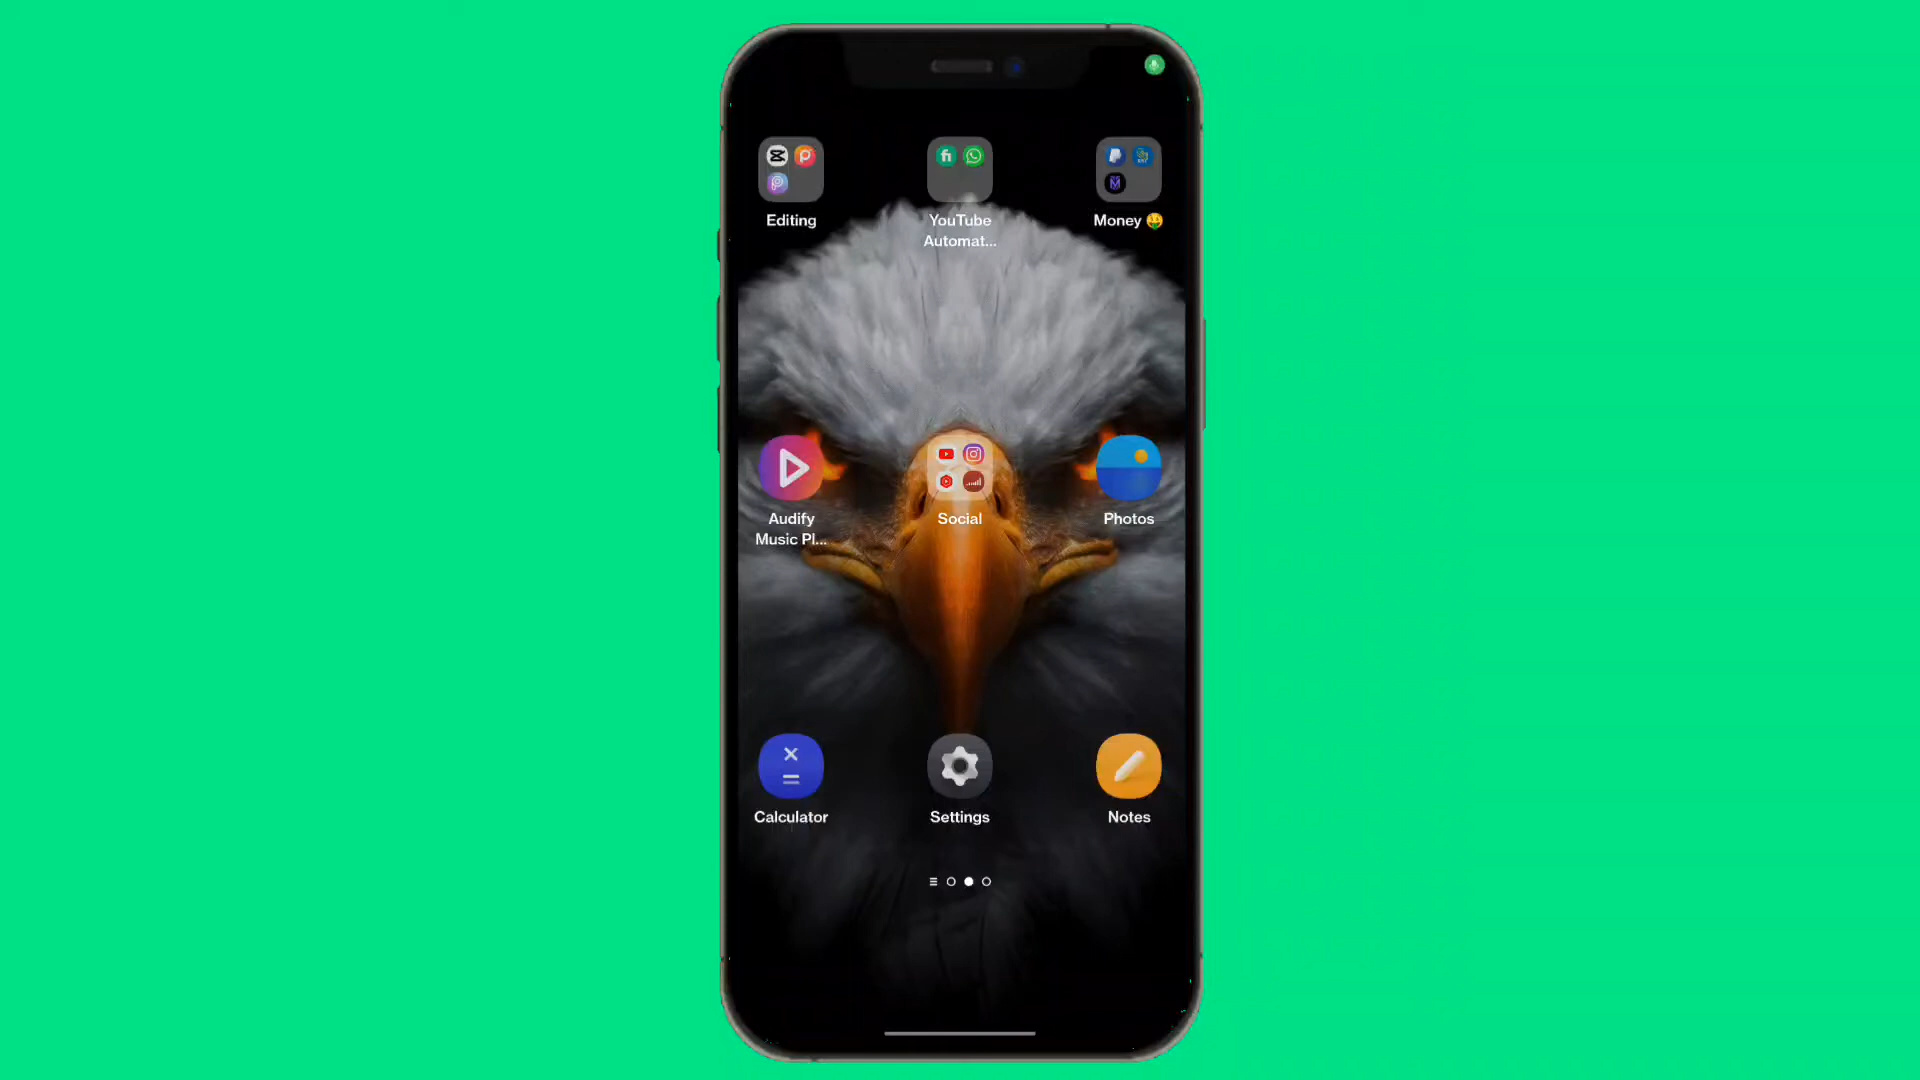 Editing
YouTube
Automat...
Money 🤑
Audify
Music Pl...
Social
Photos
Calculator
Settings
Notes